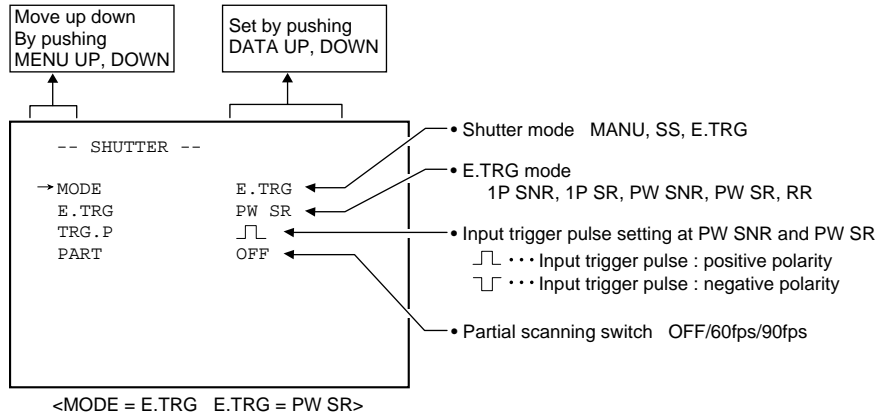 Move up down
By pushing
MENU UP, DOWN
Set by pushing
DATA UP, DOWN
-- SHUTTER --
→MODE E.TRG
E.TRG PW SR
TRG.P
PART OFF
• Shutter mode MANU, SS, E.TRG
• E.TRG mode
1P SNR, 1P SR, PW SNR, PW SR, RR
• Input trigger pulse setting at PW SNR and PW SR
••• Input trigger pulse : positive polarity
••• Input trigger pulse : negative polarity
• Partial scanning switch OFF/60fps/90fps
<MODE = E.TRG E.TRG = PW SR>